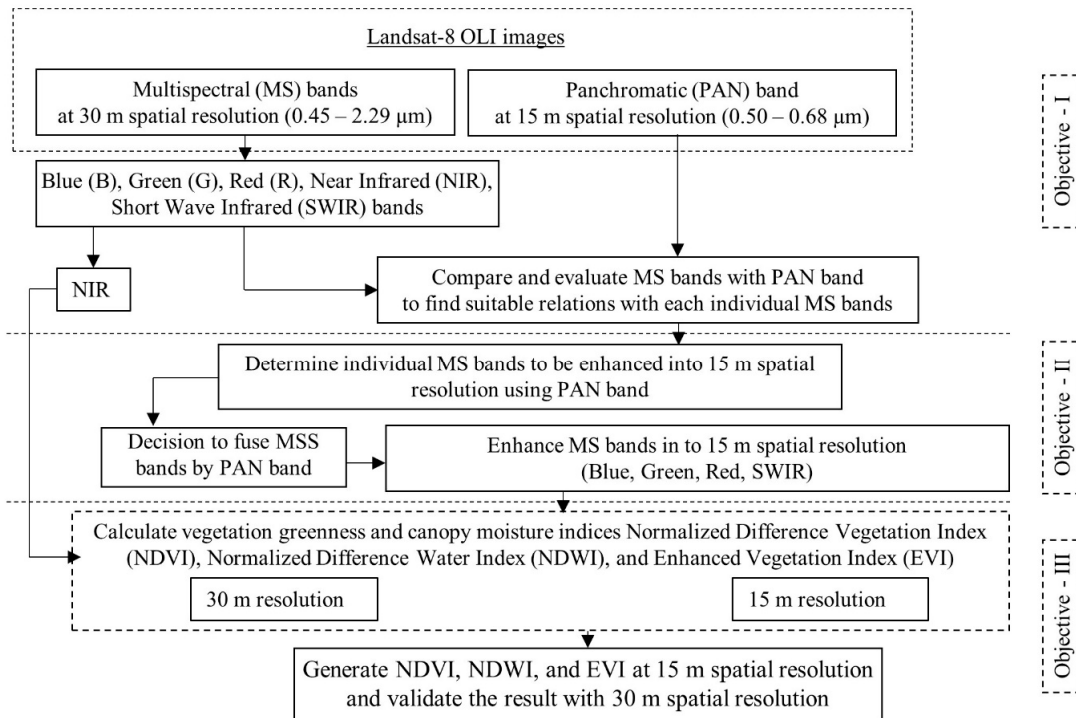 Landsat-8 OLI images
Multispectral (MS) bands
at 30 m spatial resolution (0.45 – 2.29 μm)
Panchromatic (PAN) band
at 15 m spatial resolution (0.50 – 0.68 μm)
Objective - I
Blue (B), Green (G), Red (R), Near Infrared (NIR),
Short Wave Infrared (SWIR) bands
NIR
Compare and evaluate MS bands with PAN band
to find suitable relations with each individual MS bands
Determine individual MS bands to be enhanced into 15 m spatial
resolution using PAN band
Objective - II
Decision to fuse MSS
bands by PAN band
Enhance MS bands in to 15 m spatial resolution
(Blue, Green, Red, SWIR)
Calculate vegetation greenness and canopy moisture indices Normalized Difference Vegetation Index
(NDVI), Normalized Difference Water Index (NDWI), and Enhanced Vegetation Index (EVI)
30 m resolution
15 m resolution
Objective - III
Generate NDVI, NDWI, and EVI at 15 m spatial resolution
and validate the result with 30 m spatial resolution